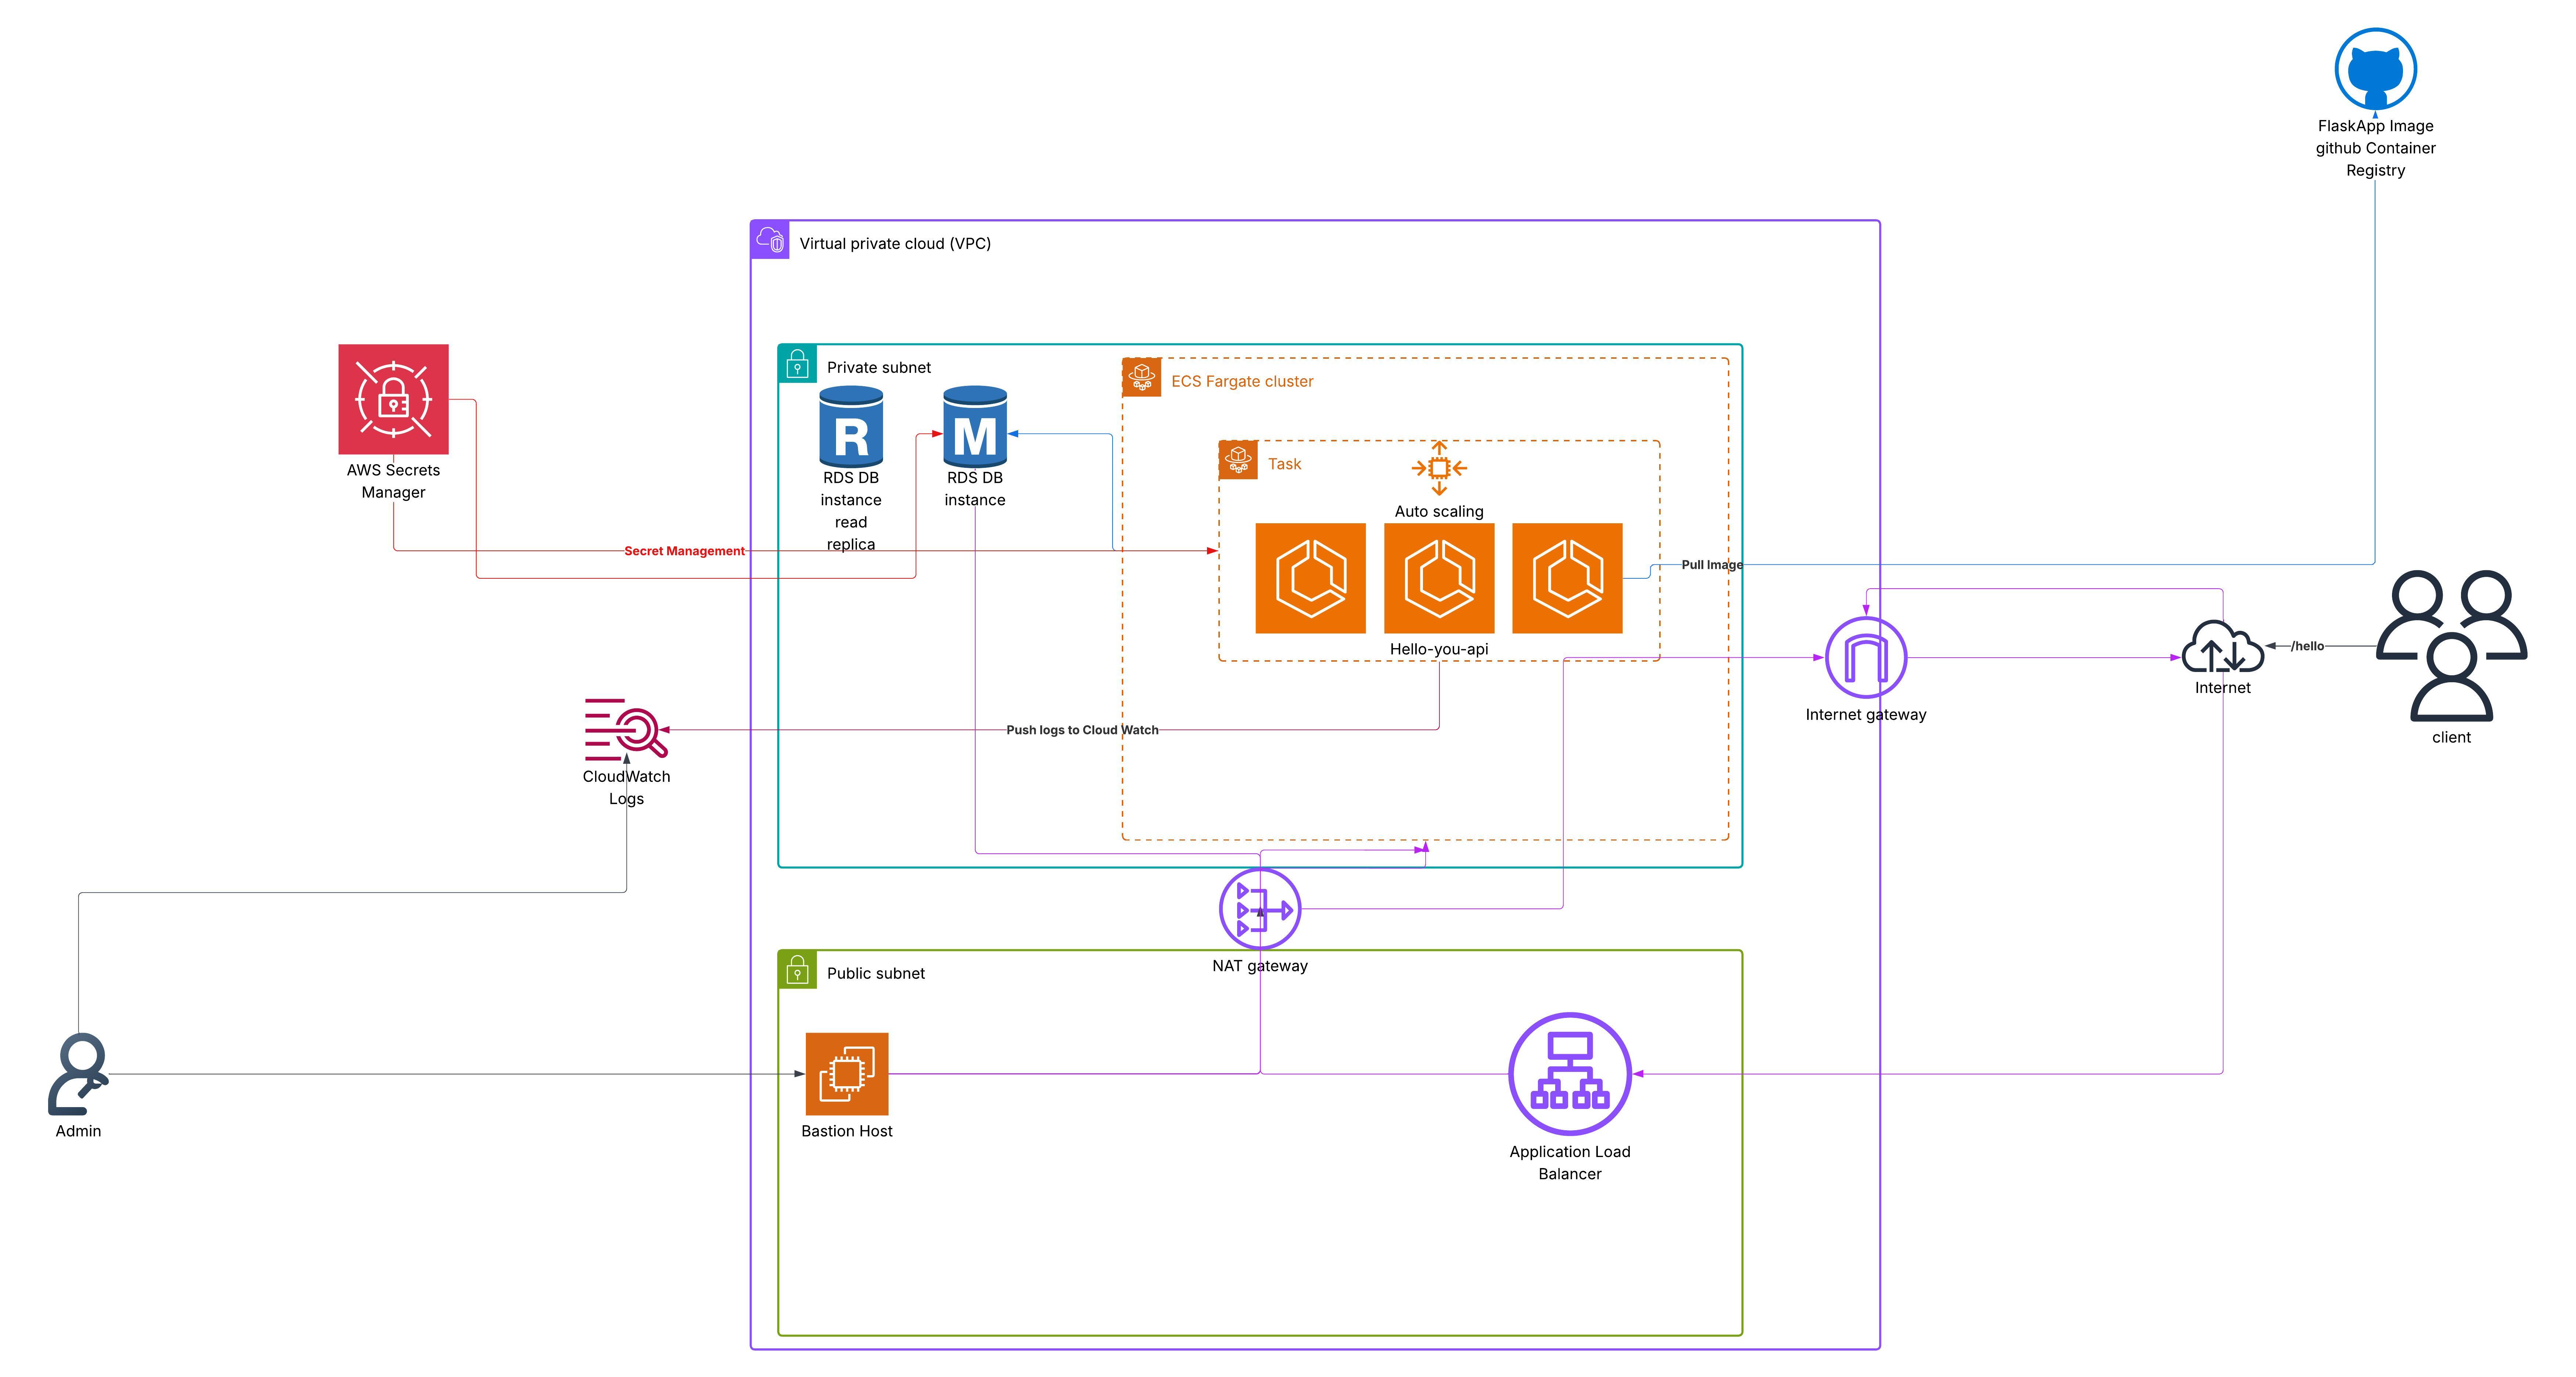 FlaskApp Image
github Container
Registry
Virtual private cloud (VPC)
Private subnet
ECS Fargate cluster
R
M
AWS Secrets
Manager
RDS DB
instance
read
replica
RDS DB
instance
Task
Auto scaling
Secret Management
Pull Image
Hello-you-api
/hello
Internet
Internet gateway
client
Push logs to Cloud Watch
CloudWatch
Logs
NAT gateway
Public subnet
Admin
Bastion Host
Application Load
Balancer